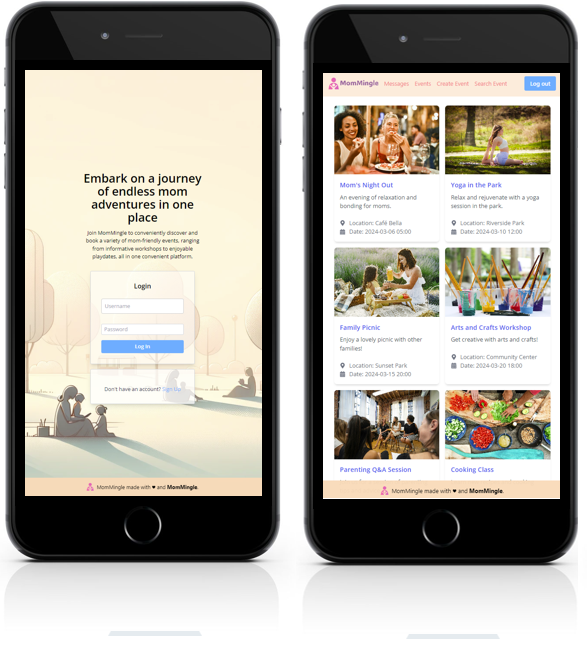 Embark on a journey
of endless mom
adventures in one
place
Join MomMingle to conveniently discover and
book a variety of mom-friendly events, ranging
from informative workshops to enjoyable
playdates, all in one convenient platform.
Login
Username
Password
Log In
Don't have an account? Sign Up
MomMingle made with ❤ and MomMingle.
MomMingle Messages Events Create Event Search Event Log out
Mom's Night Out
An evening of relaxation and
bonding for moms.
Location: Café Bella
Date: 2024-03-06 05:00
Yoga in the Park
Relax and rejuvenate with a yoga
session in the park.
Location: Riverside Park
Date: 2024-03-10 12:00
Family Picnic
Enjoy a lovely picnic with other
families!
Location: Sunset Park
Date: 2024-03-15 20:00
Arts and Crafts Workshop
Get creative with arts and crafts!
Location: Community Center
Date: 2024-03-20 18:00
Parenting Q&A Session
Cooking Class
MomMingle made with ❤ and MomMingle.